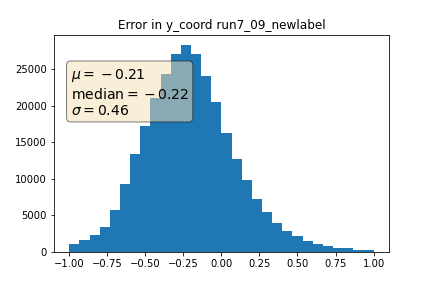 Error in y_coord run7_09_newlabel
25000
20000
15000
10000
5000
0
μ = −0.21
median = −0.22
σ = 0.46
−1.00 −0.75 −0.50 −0.25 0.00 0.25 0.50 0.75 1.00